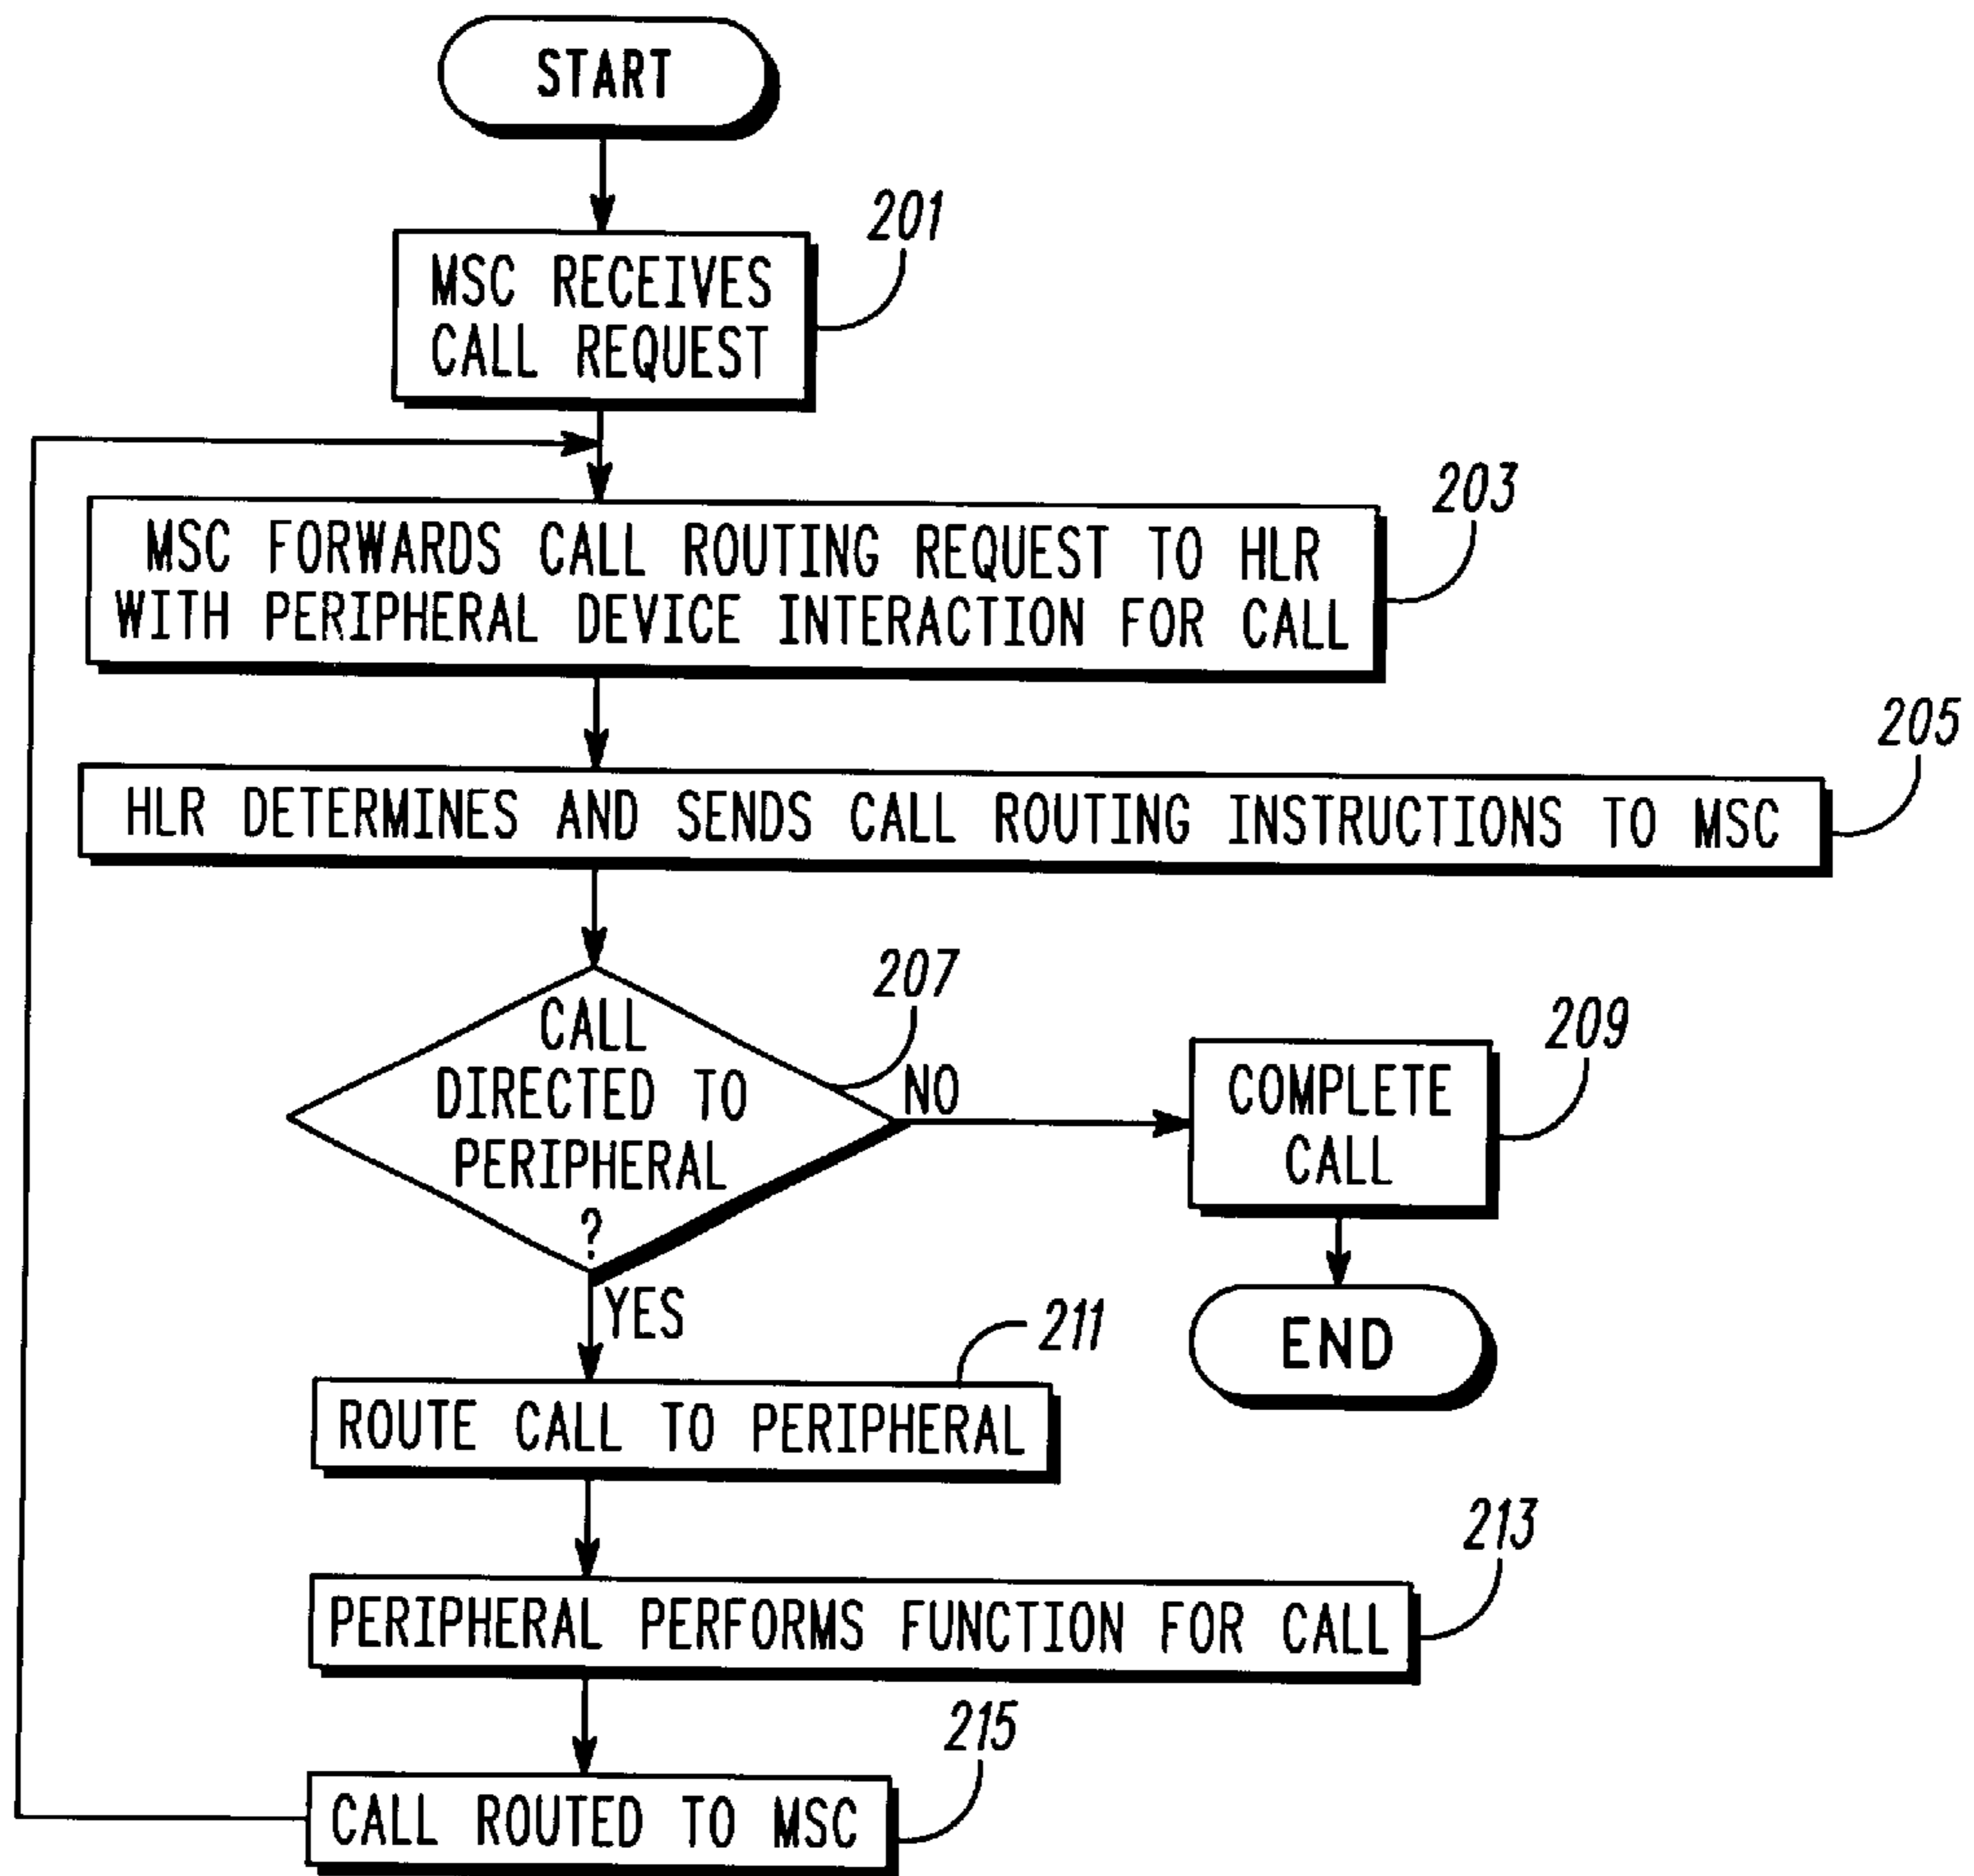 START
201
MSC RECEIVES
CALL REQUEST
203
MSC FORWARDS CALL ROUTING REQUEST TO HLR
WITH PERIPHERAL DEVICE INTERACTION FOR CALL
205
HLR DETERMINES AND SENDS CALL ROUTING INSTRUCTIONS TO MSC
207
CALL
DIRECTED TO
PERIPHERAL
?
NO
209
COMPLETE
CALL
END
YES
211
ROUTE CALL TO PERIPHERAL
213
PERIPHERAL PERFORMS FUNCTION FOR CALL
215
CALL ROUTED TO MSC